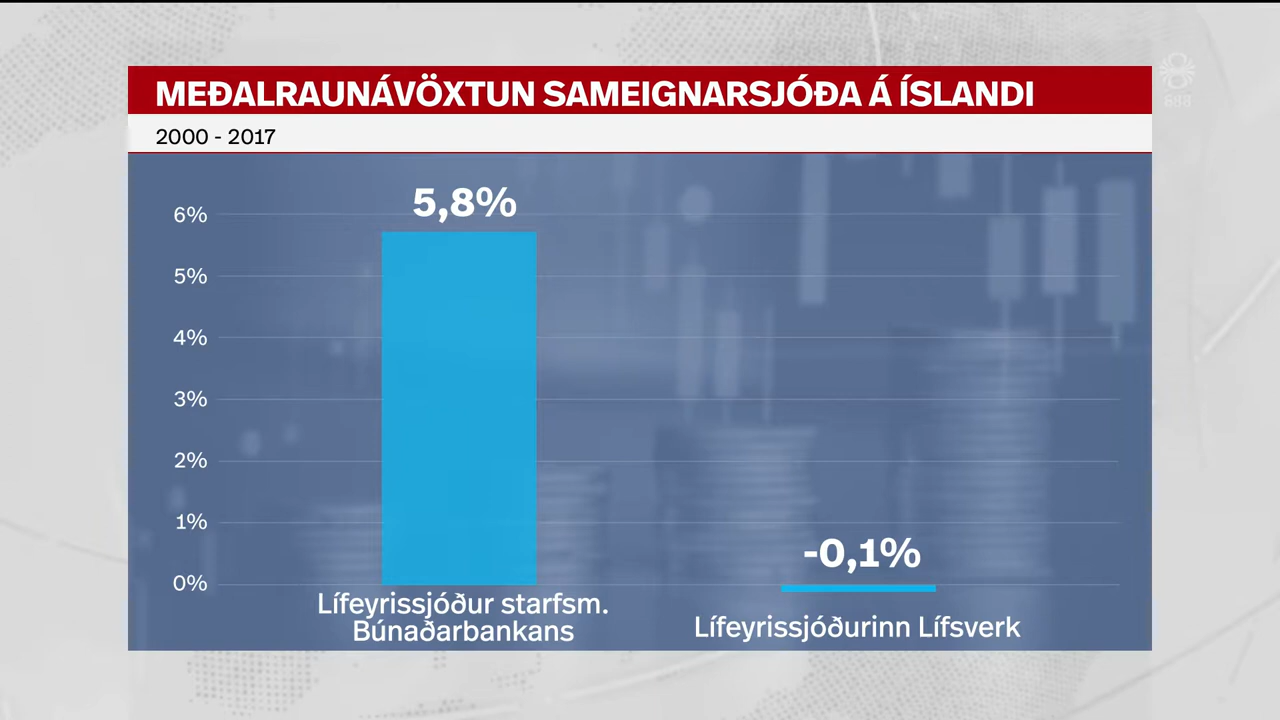 MEÐALRAUNÁVÖXTUN SAMEIGNARSJÓÐA Á ÍSLANDI
2000 - 2017
6%
5%
4%
3%
2%
1%
0%
5,8%
-0,1%
Lífeyrissjóður starfsm.
Búnaðarbankans
Lífeyrissjóðurinn Lífsverk
888